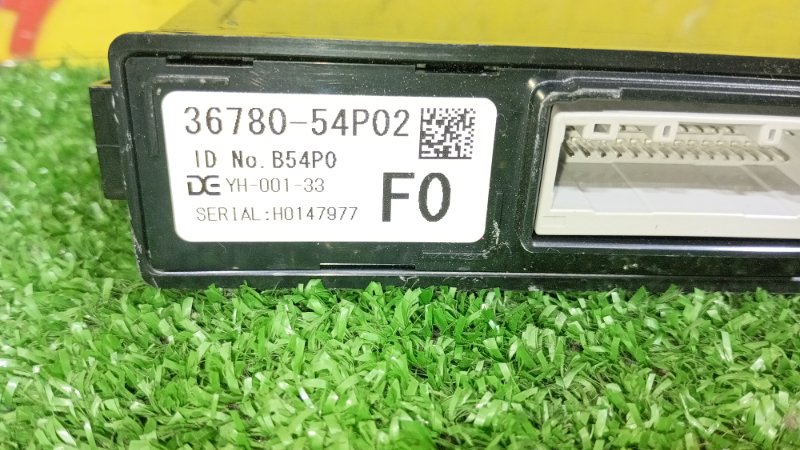 36780-54P02
ID No.B54P0
DE YH-001-33
F0
SERIAL:H0147977